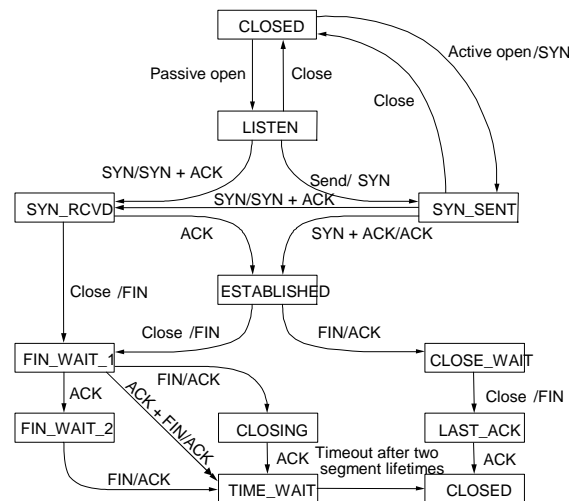 CLOSED
Active open/SYN
Passive open
Close
Close
LISTEN
SYN/SYN + ACK
Send/ SYN
SYN/SYN + ACK
SYN_RCVD
SYN_SENT
ACK
SYN + ACK/ACK
Close /FIN
ESTABLISHED
Close /FIN
FIN/ACK
FIN_WAIT_1
CLOSE_WAIT
FIN/ACK
ACK
ACK + FIN/ACK
Close /FIN
FIN_WAIT_2
CLOSING
LAST_ACK
ACK
Timeout after two
segment lifetimes
ACK
FIN/ACK
TIME_WAIT
CLOSED